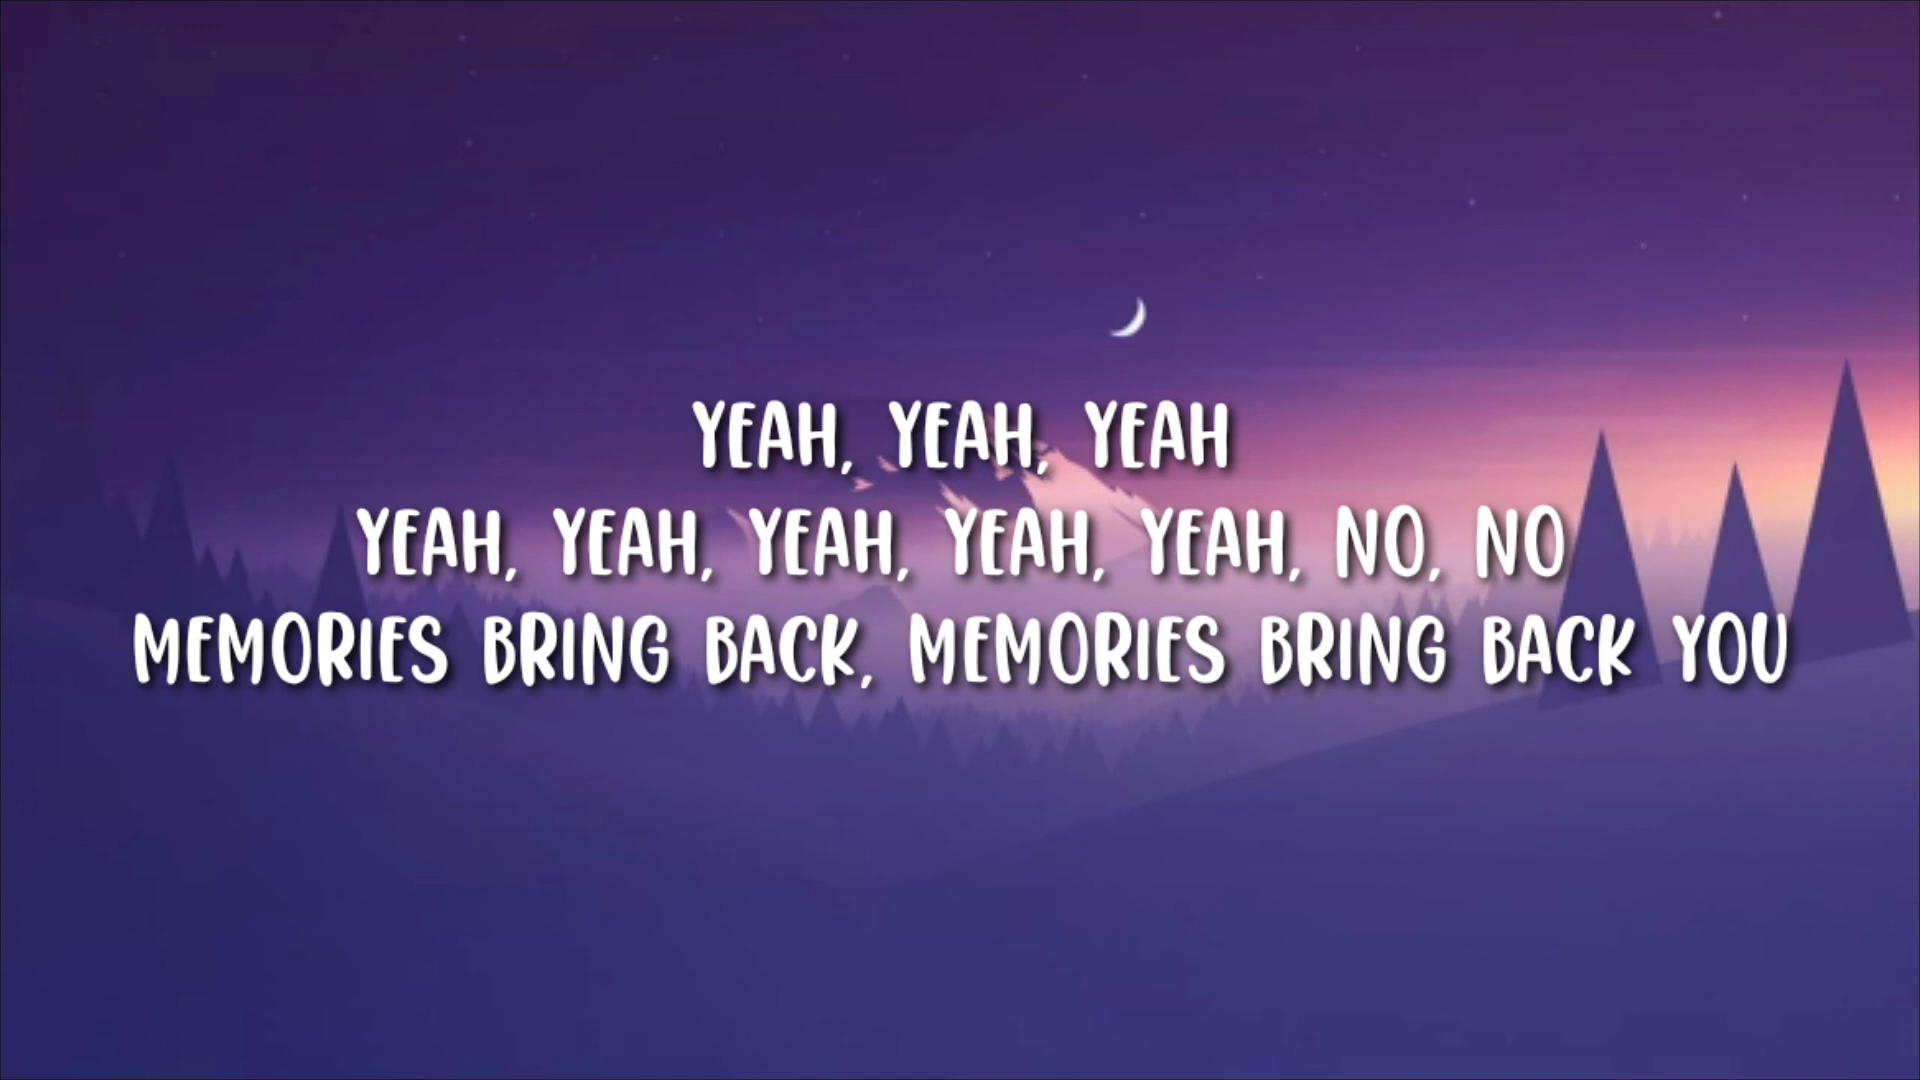 YEAH, YEAH, YEAH
YEAH, YEAH, YEAH, YEAH, YEAH, NO, NO
MEMORIES BRING BACK, MEMORIES BRING BACK YOU